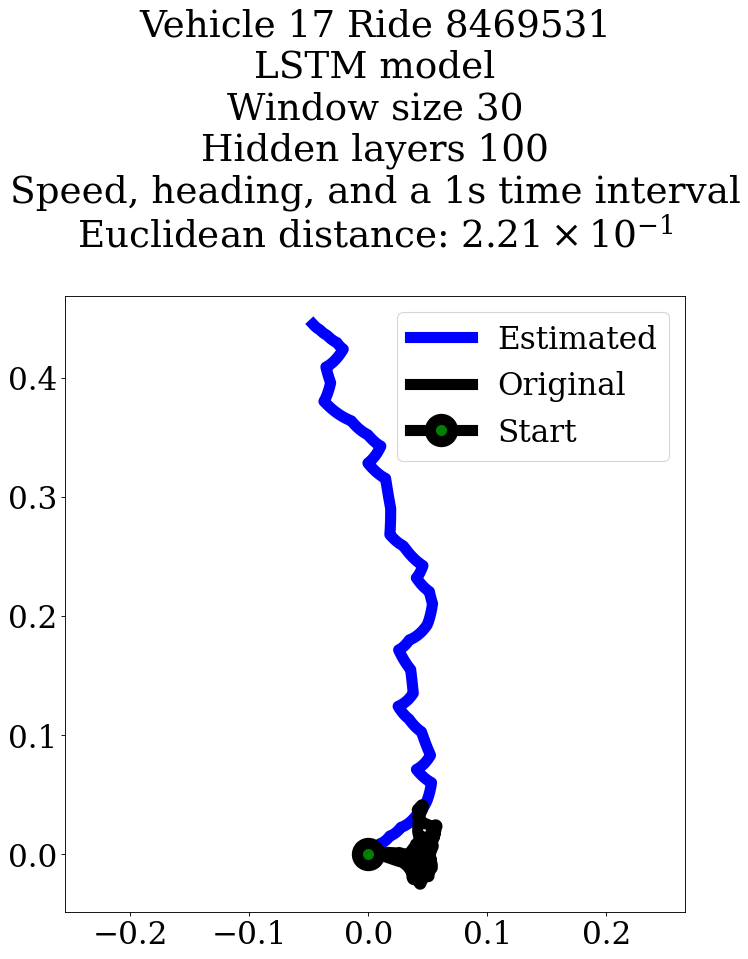 Vehicle 17 Ride 8469531
LSTM model
Window size 30
Hidden layers 100
Speed, heading, and a 1s time interval
Euclidean distance: 2.21 × 10⁻¹
Estimated
Original
Start
0.4
0.3
0.2
0.1
0.0
−0.2 −0.1 0.0 0.1 0.2